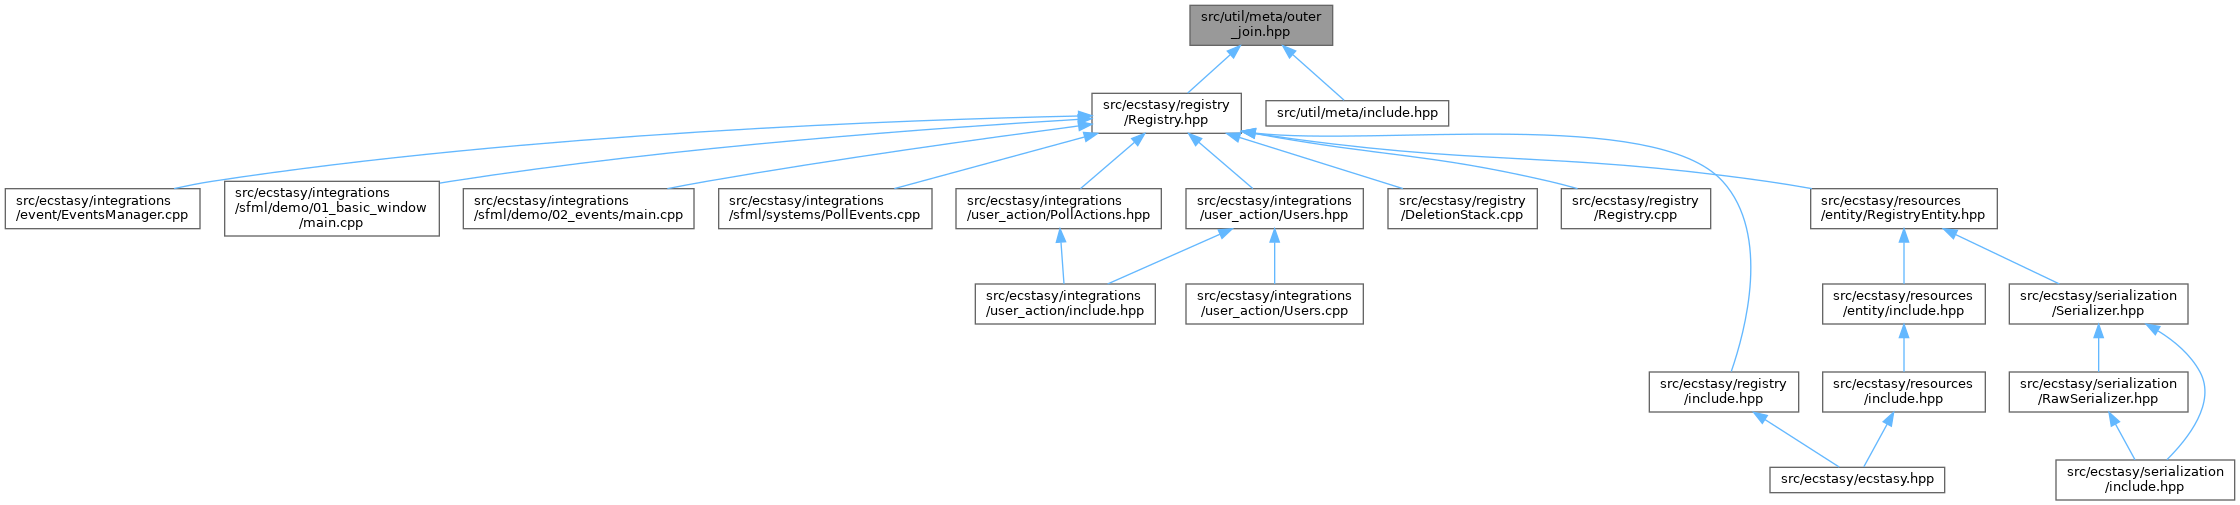 src/util/meta/outer
_join.hpp
src/ecstasy/registry
/Registry.hpp
src/util/meta/include.hpp
src/ecstasy/integrations
/event/EventsManager.cpp
src/ecstasy/integrations
/sfml/demo/01_basic_window
/main.cpp
src/ecstasy/integrations
/sfml/demo/02_events/main.cpp
src/ecstasy/integrations
/sfml/systems/PollEvents.cpp
src/ecstasy/integrations
/user_action/PollActions.hpp
src/ecstasy/integrations
/user_action/Users.hpp
src/ecstasy/registry
/DeletionStack.cpp
src/ecstasy/registry
/Registry.cpp
src/ecstasy/resources
/entity/RegistryEntity.hpp
src/ecstasy/integrations
/user_action/include.hpp
src/ecstasy/integrations
/user_action/Users.cpp
src/ecstasy/resources
/entity/include.hpp
src/ecstasy/serialization
/Serializer.hpp
src/ecstasy/registry
/include.hpp
src/ecstasy/resources
/include.hpp
src/ecstasy/serialization
/RawSerializer.hpp
src/ecstasy/ecstasy.hpp
src/ecstasy/serialization
/include.hpp